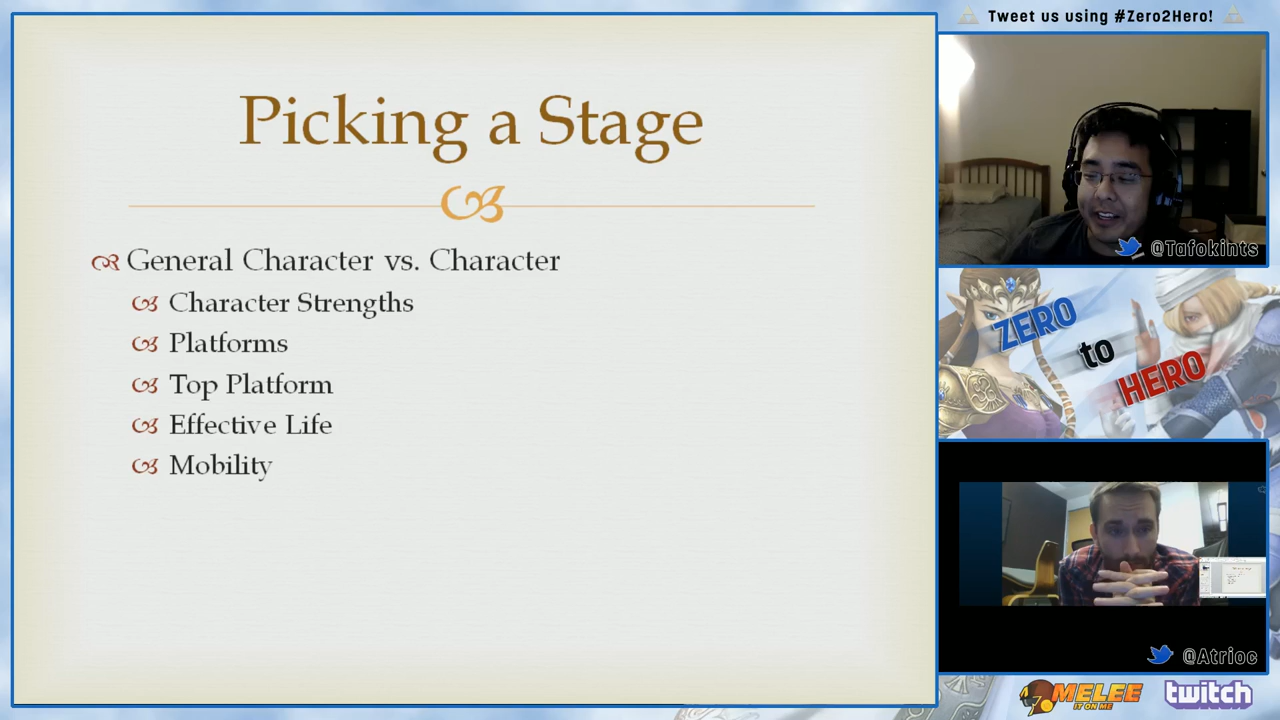 Tweet us using #Zero2Hero!
Picking a Stage
General Character vs. Character
Character Strengths
Platforms
Top Platform
Effective Life
Mobility
@Tafokints
ZERO
to
HERO
@Atrioc
MELEE
IT ON ME
twitch